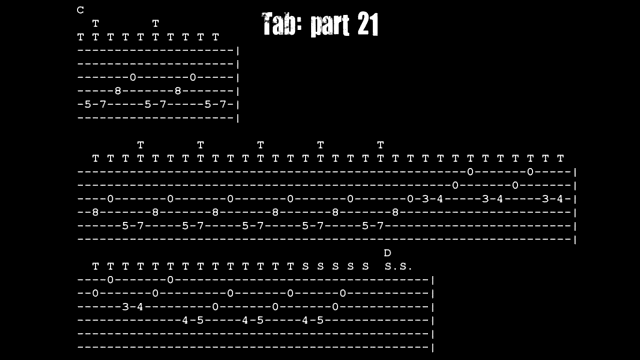 Tab: part 21
C
T       T
T T T T T T T T T T
---------------------|
---------------------|
-------0-------0-----|
-----8-------8-------|
-5-7-----5-7-----5-7-|
---------------------|
T       T       T       T       T
T T T T T T T T T T T T T T T T T T T T T T T T T T T T T T T T
----------------------------------------------------0-------0-----|
--------------------------------------------------0-------0-------|
----0-------0-------0-------0-------0-------0-3-4-----3-4-----3-4-|
--8-------8-------8-------8-------8-------8-----------------------|
------5-7-----5-7-----5-7-----5-7-----5-7-------------------------|
------------------------------------------------------------------|
D
T T T T T T T T T T T T T T S S S S S  S.S.
----0-------0----------------------------------|
--0-------0---------0-------0------0-----------|
------3-4---------0-------0------0-------------|
--------------4-5-----4-5-----4-5--------------|
-----------------------------------------------|
-----------------------------------------------|